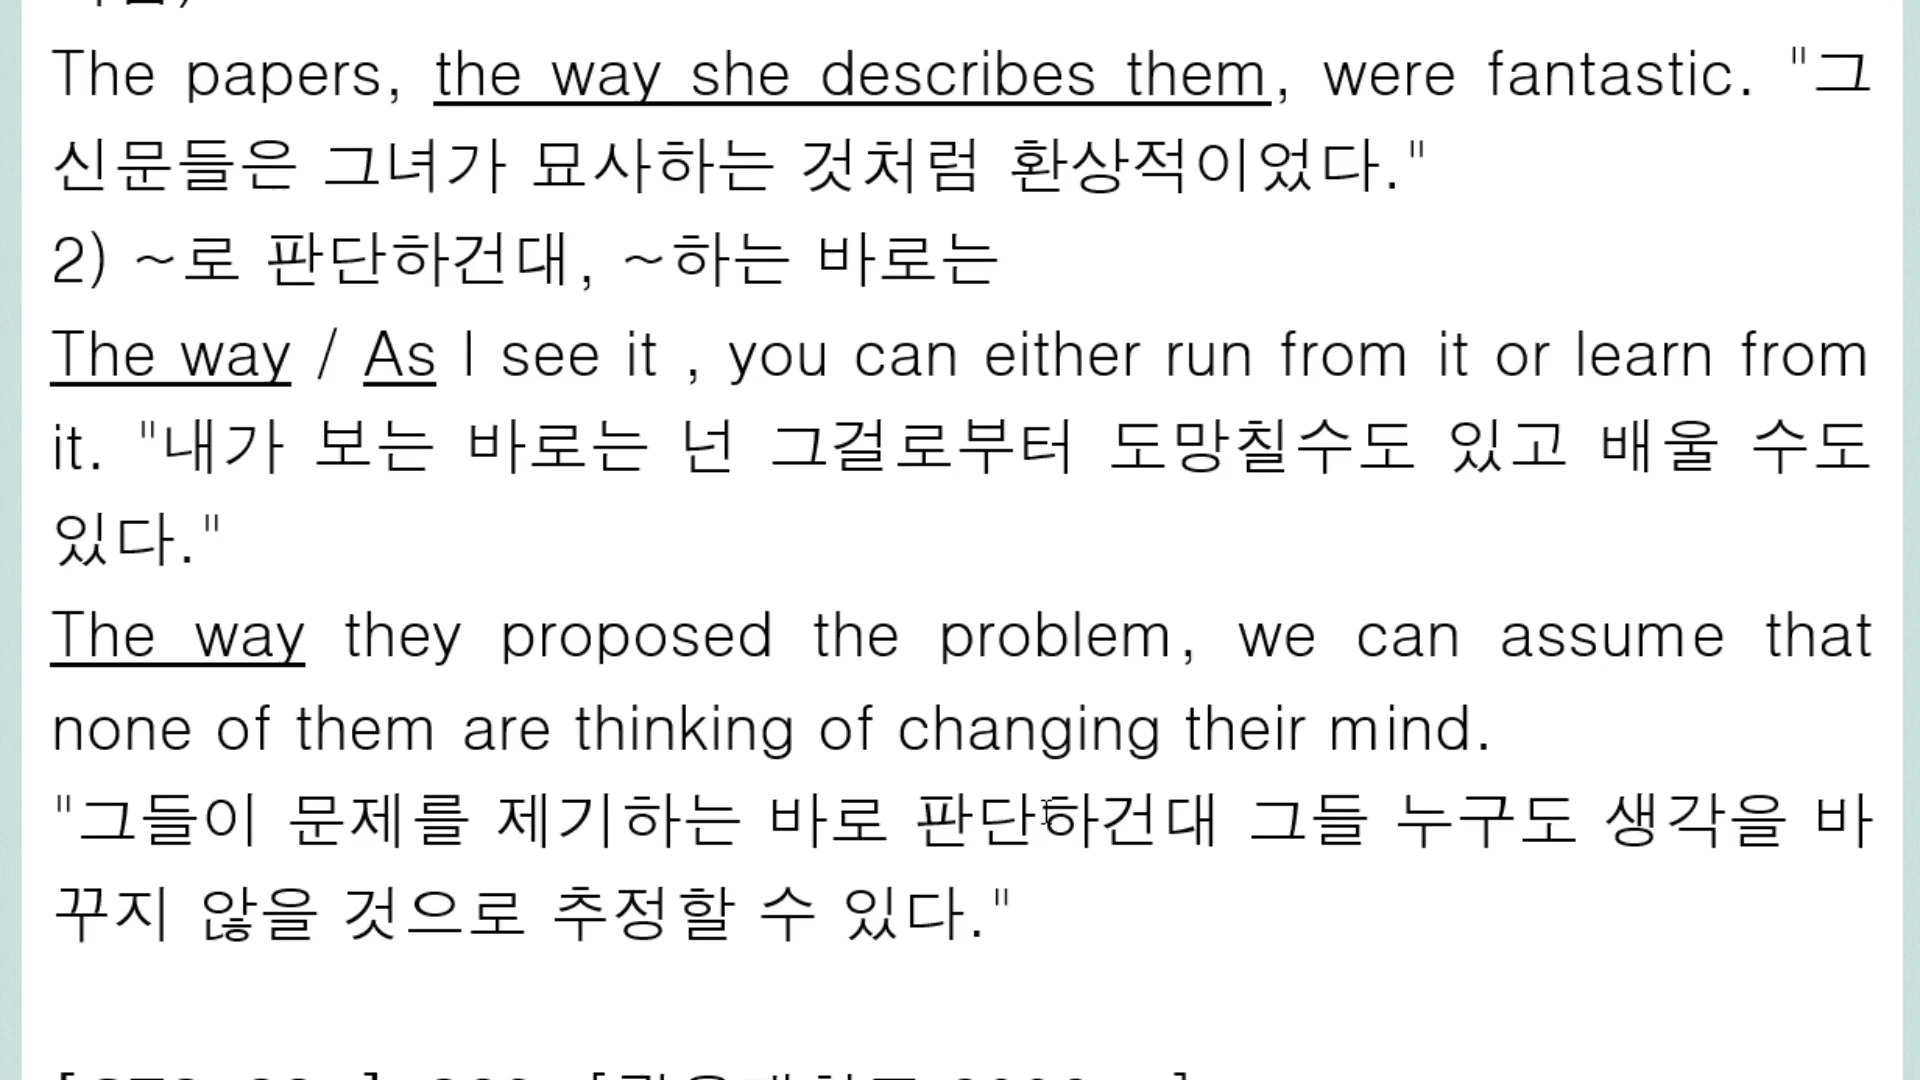 The papers, the way she describes them, were fantastic. "그
신문들은 그녀가 묘사하는 것처럼 환상적이었다."
2) ~로 판단하건대, ~하는 바로는
The way / As I see it , you can either run from it or learn from
it. "내가 보는 바로는 넌 그걸로부터 도망칠수도 있고 배울 수도
있다."
The way they proposed the problem, we can assume that
none of them are thinking of changing their mind.
"그들이 문제를 제기하는 바로 판단하건대 그들 누구도 생각을 바
꾸지 않을 것으로 추정할 수 있다."